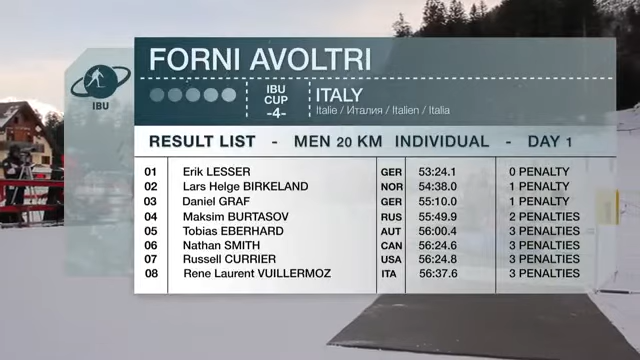 FORNI AVOLTRI
IBU
IBU CUP -4-
ITALY
Italie / Италия / Italien / Italia
RESULT LIST - MEN 20 KM INDIVIDUAL - DAY 1
01 Erik LESSER GER 53:24.1 0 PENALTY
02 Lars Helge BIRKELAND NOR 54:38.0 1 PENALTY
03 Daniel GRAF GER 55:10.0 1 PENALTY
04 Maksim BURTASOV RUS 55:49.9 2 PENALTIES
05 Tobias EBERHARD AUT 56:00.4 3 PENALTIES
06 Nathan SMITH CAN 56:24.6 3 PENALTIES
07 Russell CURRIER USA 56:24.8 3 PENALTIES
08 Rene Laurent VUILLERMOZ ITA 56:37.6 3 PENALTIES